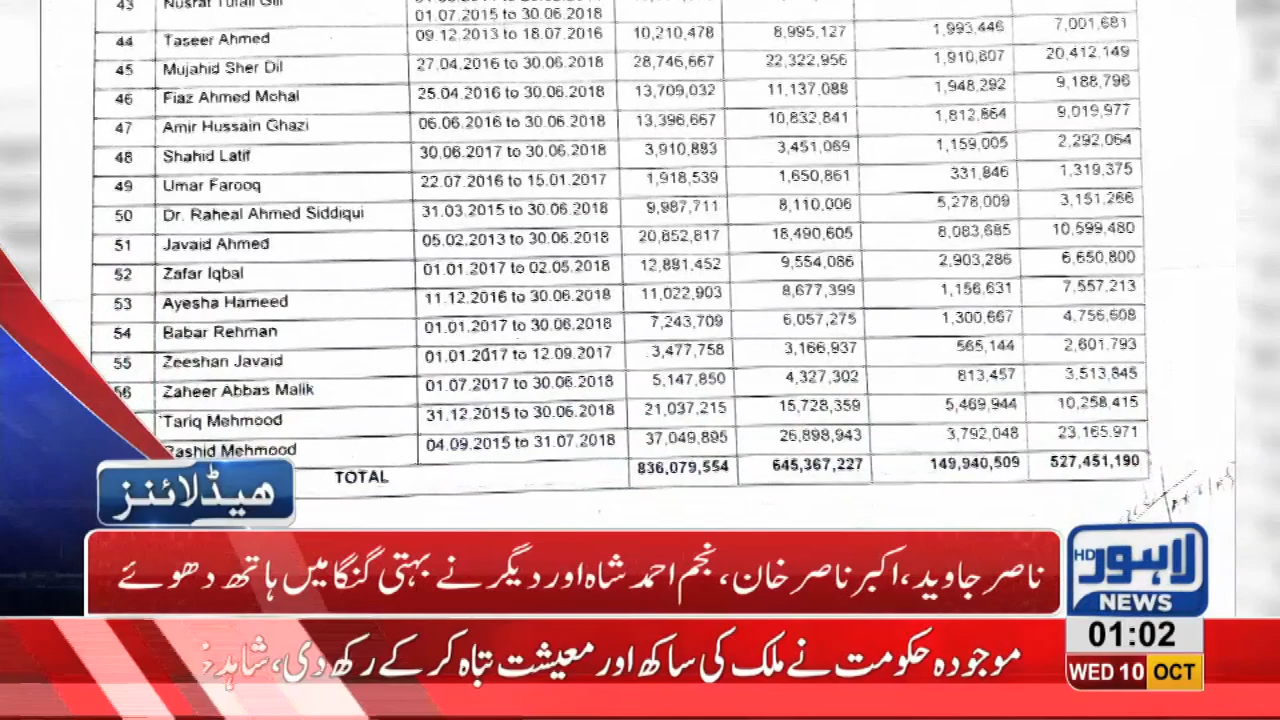 43 Nusrat Tufail Gill
01.07.2015 to 30.06.2018
44 Taseer Ahmed 09.12.2013 to 18.07.2016 10,210,478 8,995,127 1,993,446 7,001,681
45 Mujahid Sher Dil 27.04.2016 to 30.06.2018 28,746,667 22,322,956 1,910,807 20,412,149
46 Fiaz Ahmed Mohal 25.04.2016 to 30.06.2018 13,709,032 11,137,088 1,948,292 9,188,796
47 Amir Hussain Ghazi 06.06.2016 to 30.06.2018 13,396,667 10,832,841 1,812,864 9,019,977
48 Shahid Latif 30.06.2017 to 30.06.2018 3,910,883 3,451,069 1,159,005 2,292,064
49 Umar Farooq 22.07.2016 to 15.01.2017 1,918,539 1,650,861 331,846 1,319,375
50 Dr. Raheal Ahmed Siddiqui 31.03.2015 to 30.06.2018 9,987,711 8,110,006 5,278,009 3,151,266
51 Javaid Ahmed 05.02.2013 to 30.06.2018 20,852,817 18,490,605 8,083,685 10,599,480
52 Zafar Iqbal 01.01.2017 to 02.05.2018 12,881,452 9,554,086 2,903,286 6,650,800
53 Ayesha Hameed 11.12.2016 to 30.06.2018 11,022,903 8,677,399 1,156,631 7,557,213
54 Babar Rehman 01.01.2017 to 30.06.2018 7,243,709 6,057,275 1,300,667 4,756,608
55 Zeeshan Javaid 01.01.2017 to 12.09.2017 3,477,758 3,166,937 565,144 2,601.793
56 Zaheer Abbas Malik 01.07.2017 to 30.06.2018 5,147,850 4,327,302 813,457 3,513,845
Tariq Mehmood 31.12.2015 to 30.06.2018 21,037,215 15,728,359 5,469,944 10,258,415
Rashid Mehmood 04.09.2015 to 31.07.2018 37,049,895 26,898,943 3,792,048 23,165.971
TOTAL 836,079,554 645,367,227 149,940,509 527,451,190
ھیڈلائنز
ناصر جاوید، اکبر ناصر خان، نجم احمد شاہ اور دیگر نے بہتی گنگا میں ہاتھ دھوئے
لاہور HD
NEWS
01:02
موجودہ حکومت نے ملک کی ساکھ اور معیشت تباہ کر کے رکھ دی، شاہد
WED 10 OCT